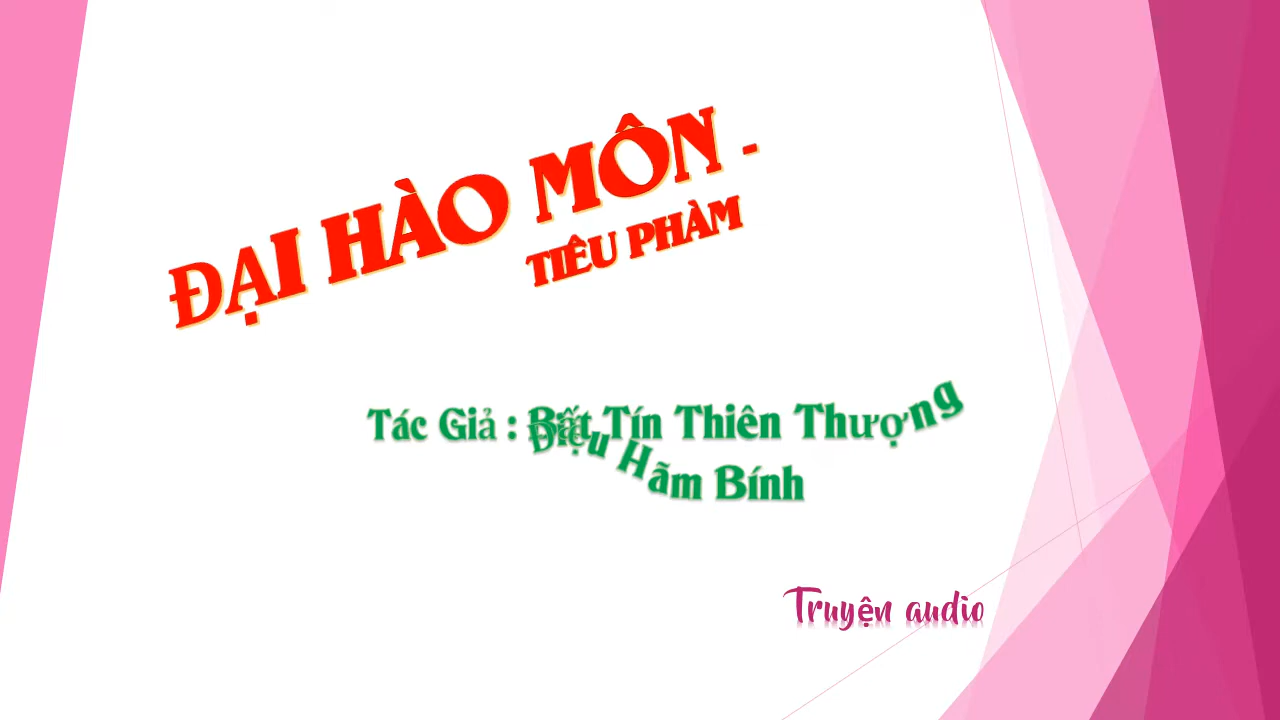 ĐẠI HÀO MÔN -
TIÊU PHÀM
Tác Giả : Bất Tín Thiên Thượng
Điệu Hãm Bính
Truyện audio